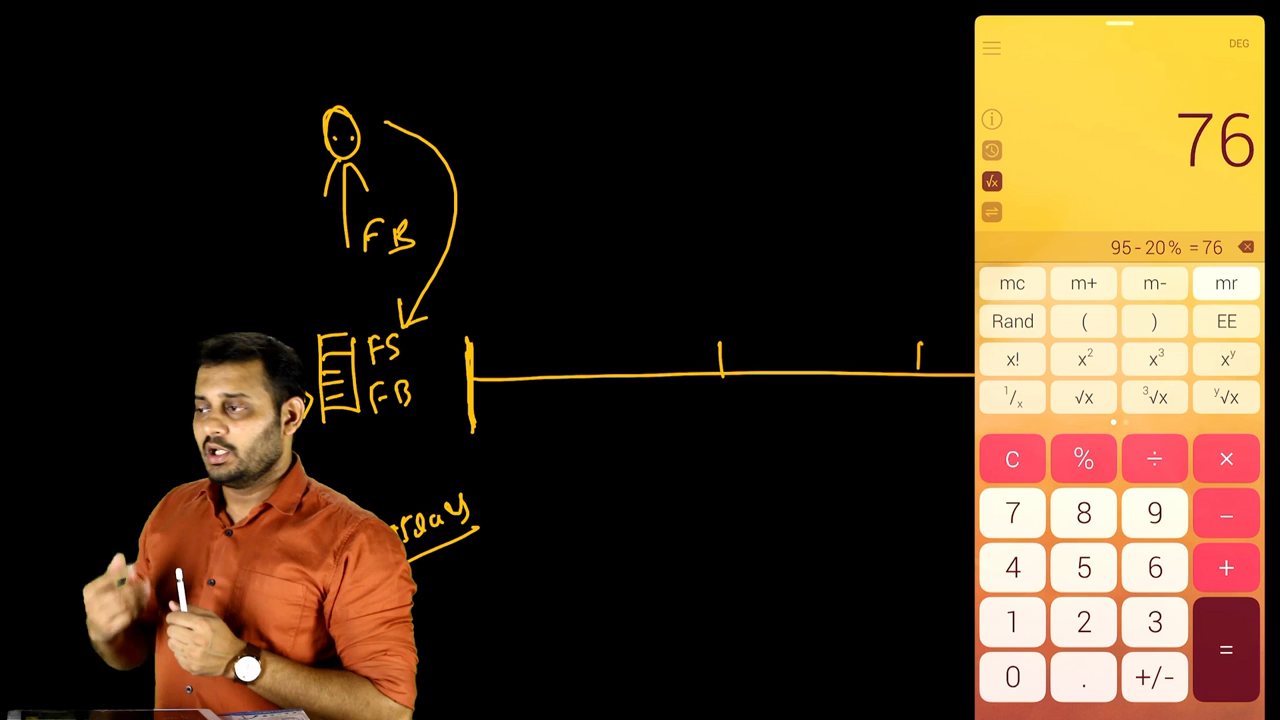 FB
FS
FB
DEG
76
95-20% =76
mc m+ m- mr
Rand ( ) EE
x! x² x³ xʸ
¹/ₓ √x ³√x ʸ√x
C % ÷ ×
7 8 9 −
4 5 6 +
1 2 3 =
0 . +/-